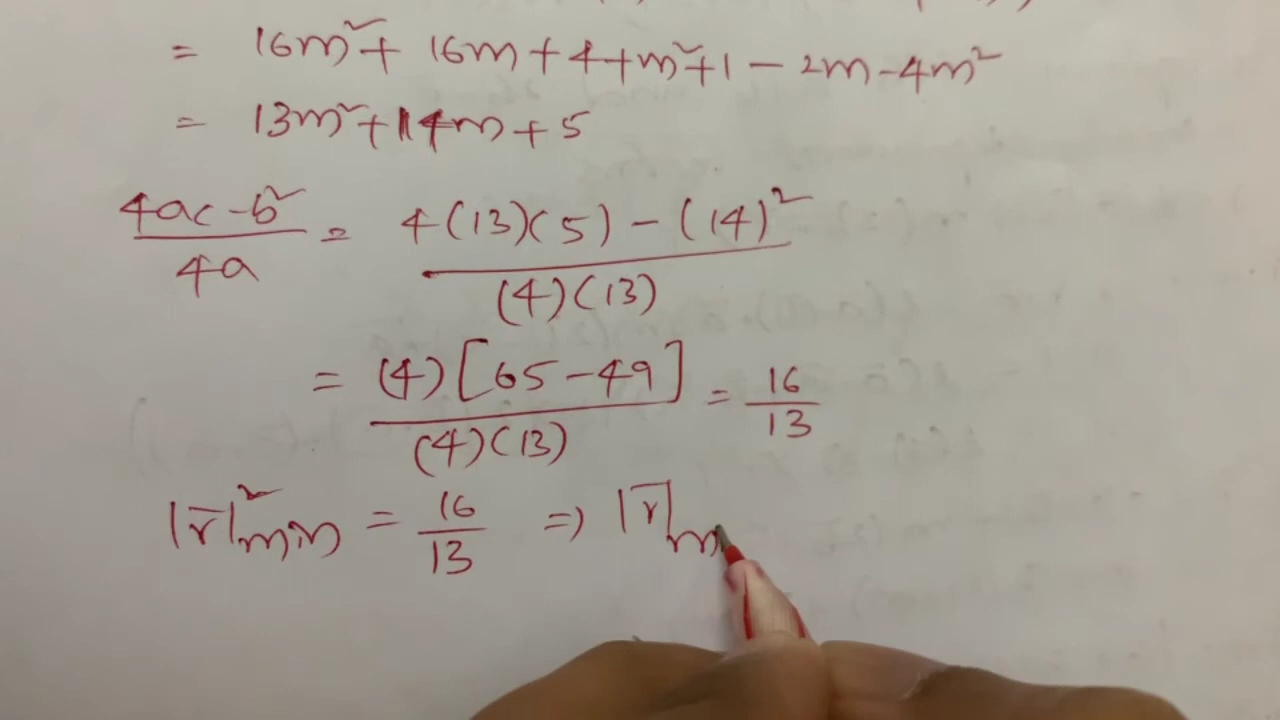 = 16m² + 16m + 4 + m² + 1 - 2m - 4m²
= 13m² + 14m + 5
(4ac - b²)/(4a) = (4(13)(5) - (14)²)/((4)(13))
= ((4)[65 - 49])/((4)(13)) = 16/13
|r̅|²min = 16/13 ⇒ |r̅|m